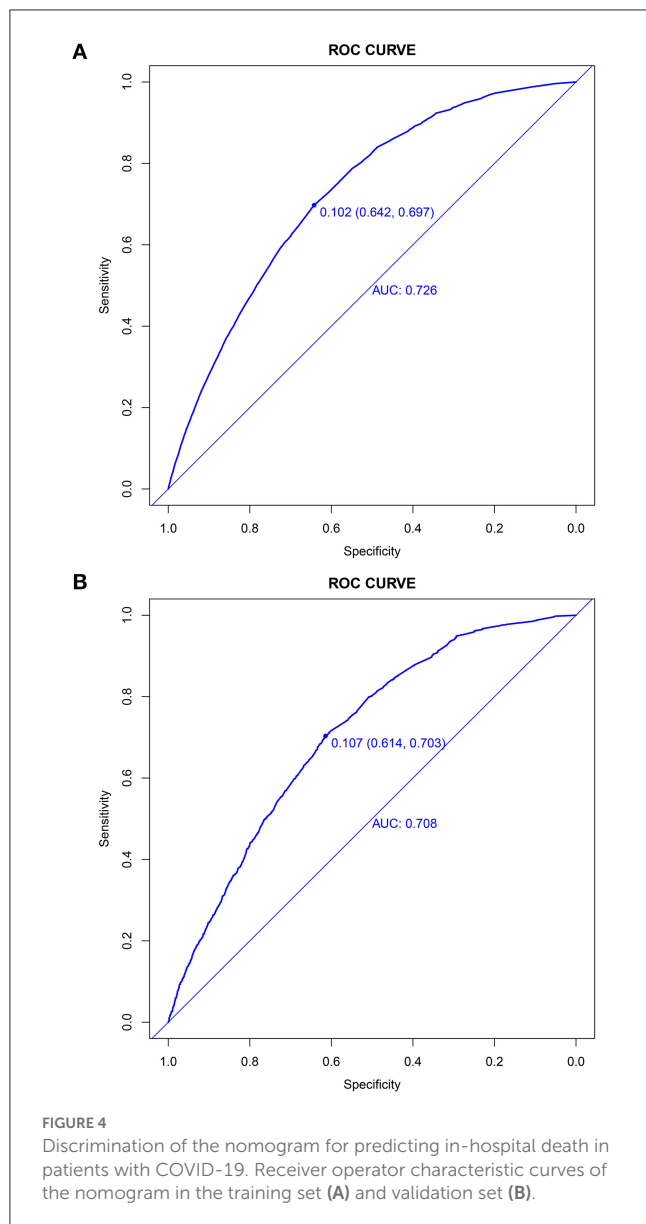 A
ROC CURVE
1.0
0.8
0.6
0.4
0.2
0.0
Sensitivity
0.102 (0.642, 0.697)
AUC: 0.726
1.0 0.8 0.6 0.4 0.2 0.0
Specificity
B
ROC CURVE
1.0
0.8
0.6
0.4
0.2
0.0
Sensitivity
0.107 (0.614, 0.703)
AUC: 0.708
1.0 0.8 0.6 0.4 0.2 0.0
Specificity
FIGURE 4
Discrimination of the nomogram for predicting in-hospital death in
patients with COVID-19. Receiver operator characteristic curves of
the nomogram in the training set (A) and validation set (B).